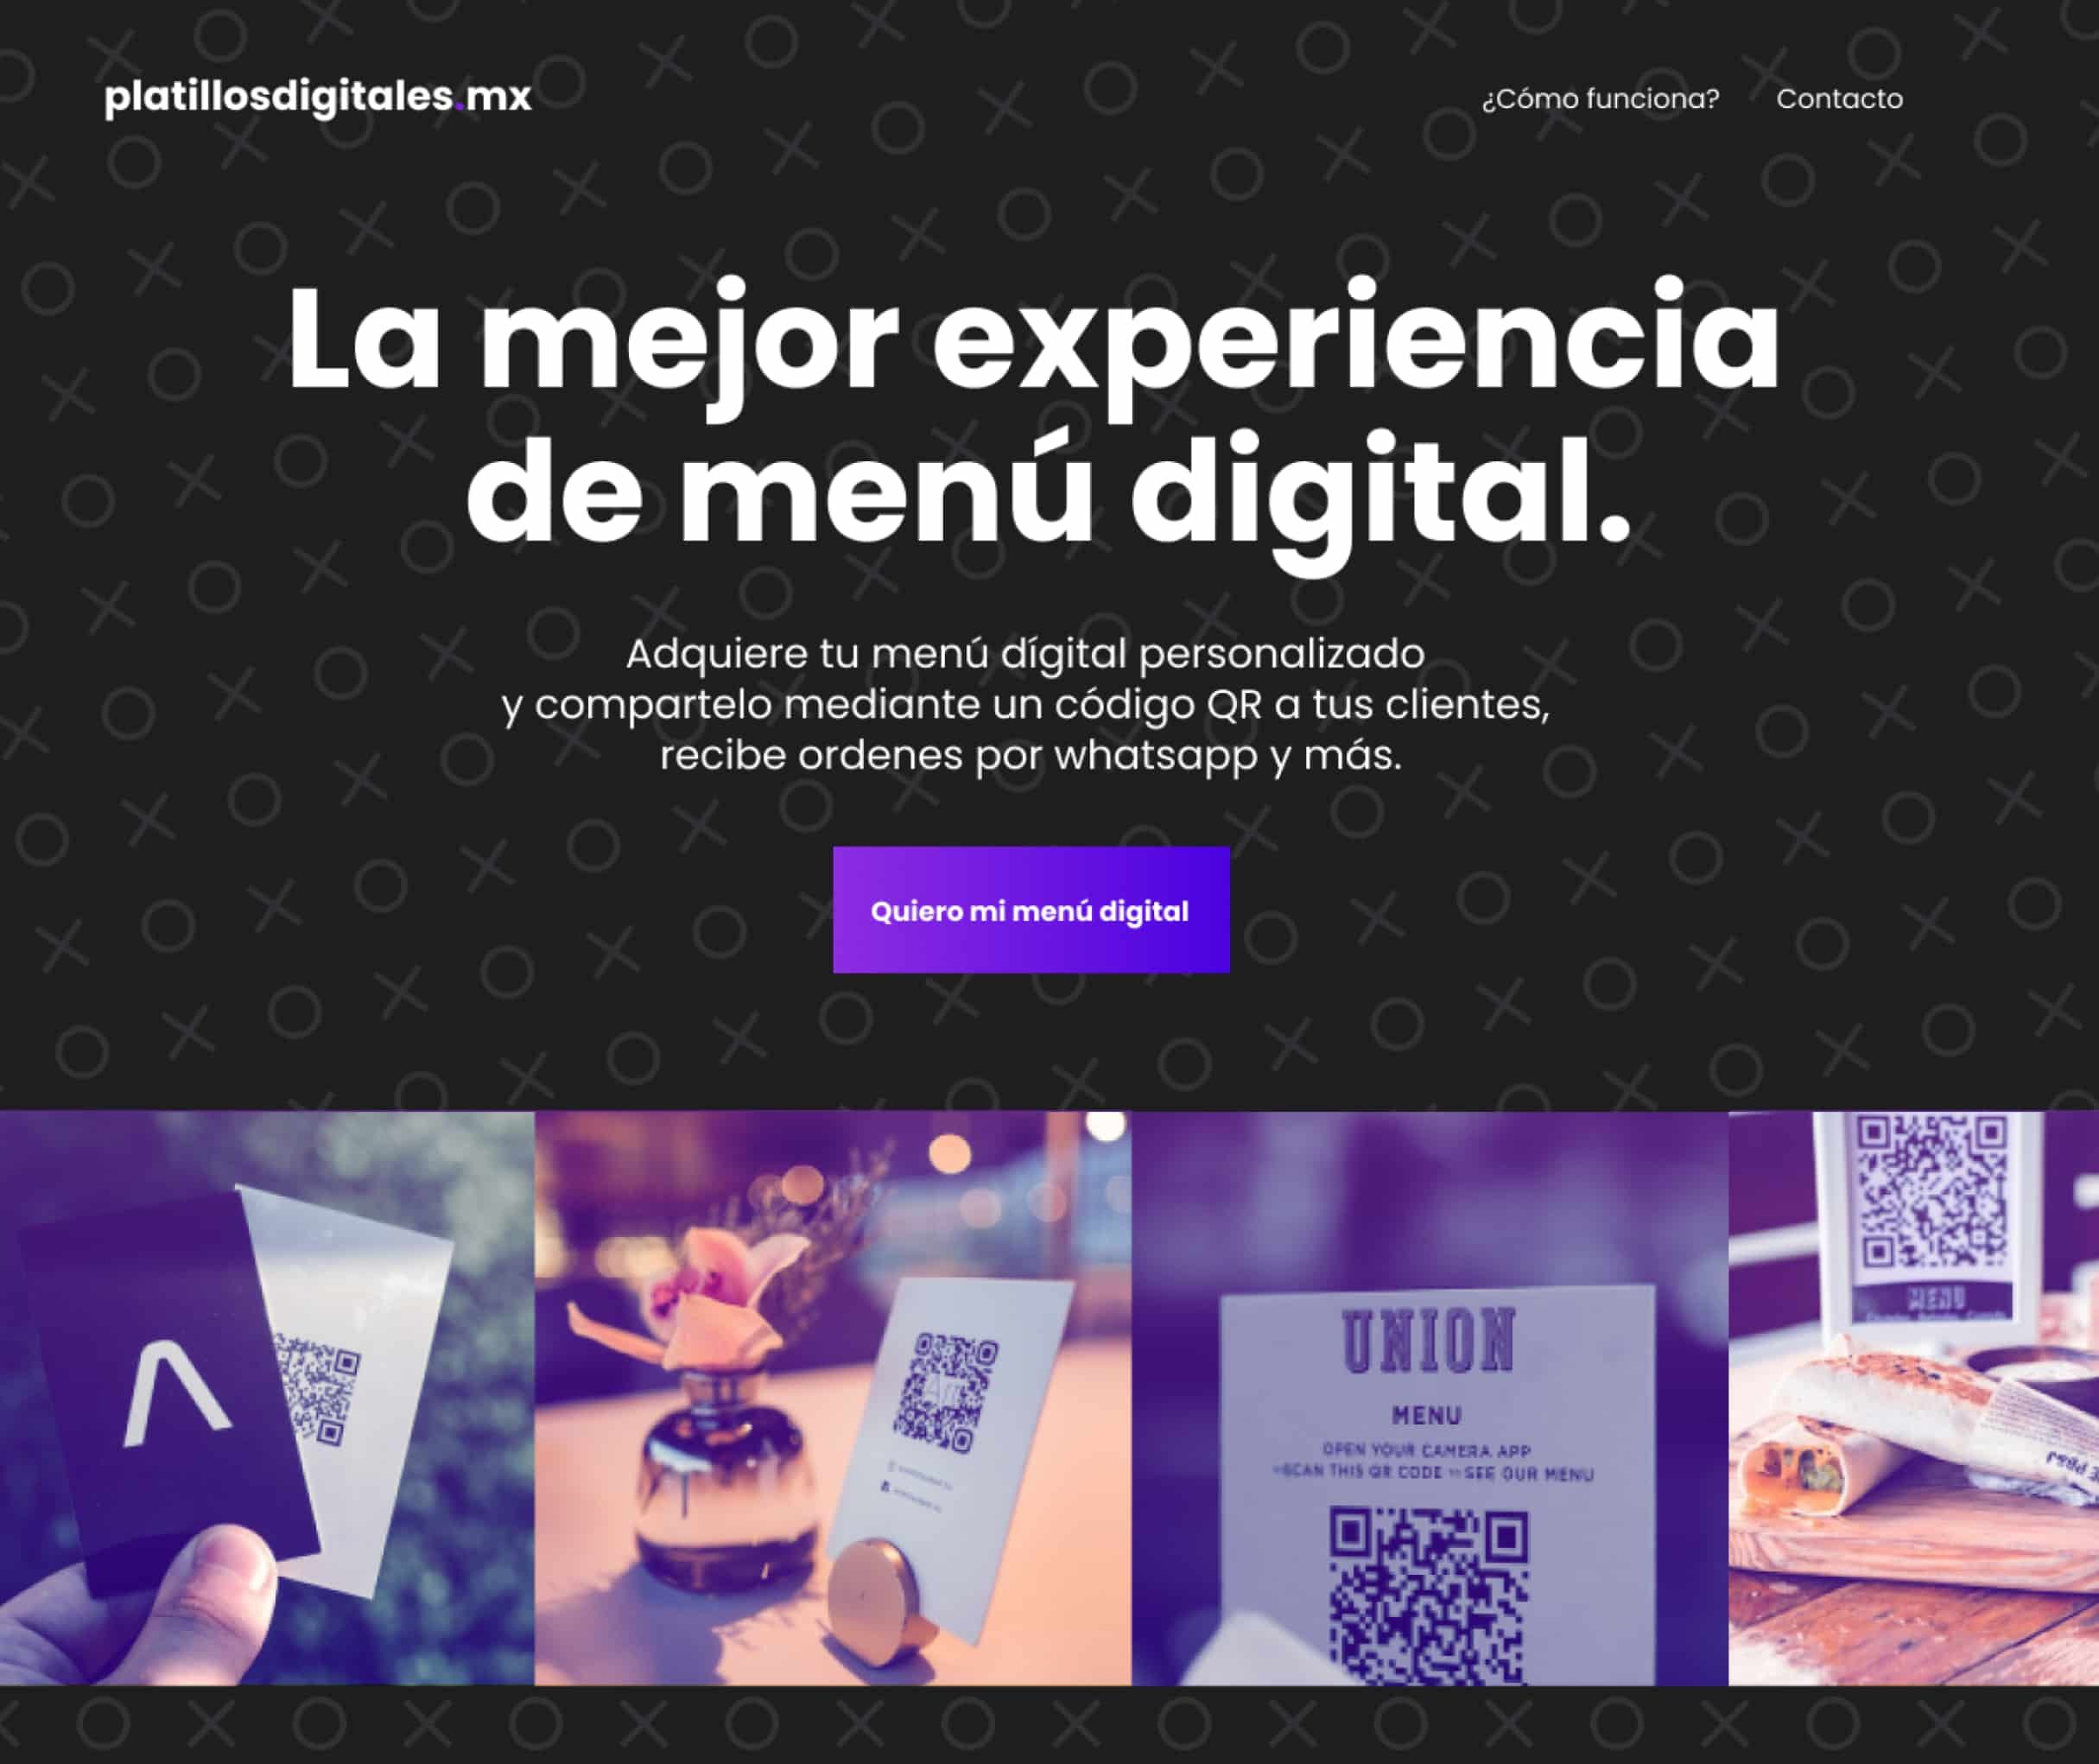 platillosdigitales.mx
¿Cómo funciona?
Contacto
La mejor experiencia
de menú digital.
Adquiere tu menú dígital personalizado
y compartelo mediante un código QR a tus clientes,
recibe ordenes por whatsapp y más.
Quiero mi menú digital
UNION
MENU
OPEN YOUR CAMERA APP
SCAN THIS QR CODE SEE OUR MENU
MENU